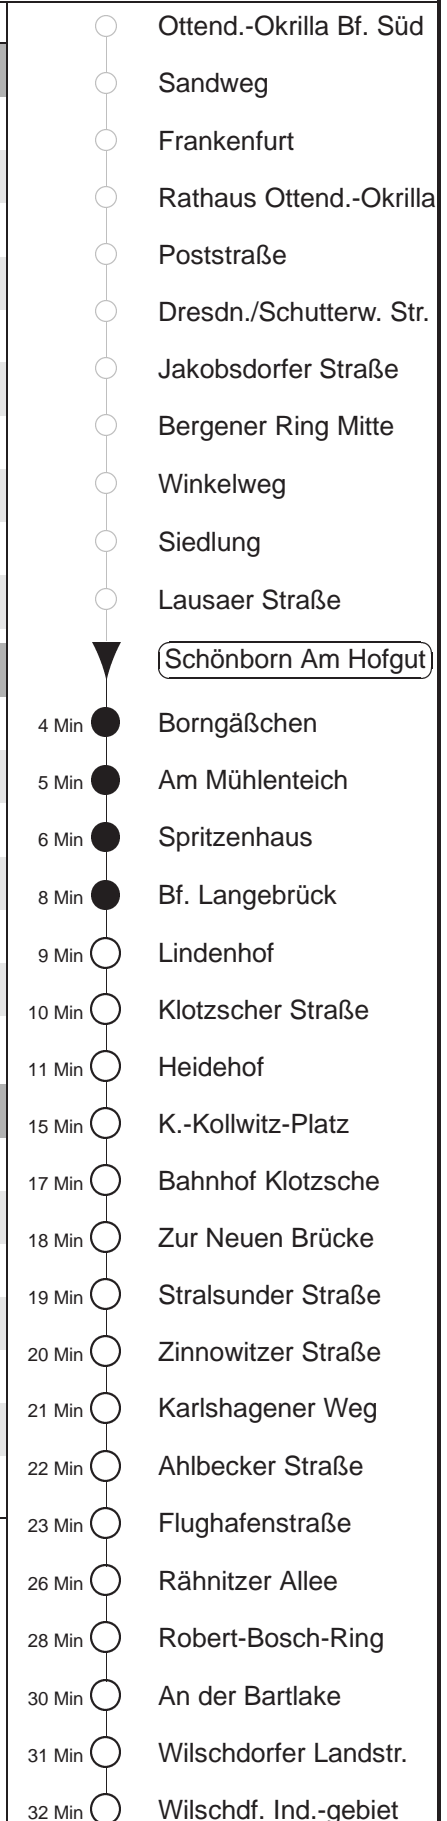 Ottend.-Okrilla Bf. Süd
Sandweg
Frankenfurt
Rathaus Ottend.-Okrilla
Poststraße
Dresdn./Schutterw. Str.
Jakobsdorfer Straße
Bergener Ring Mitte
Winkelweg
Siedlung
Lausaer Straße
Schönborn Am Hofgut
4 Min Borngäßchen
5 Min Am Mühlenteich
6 Min Spritzenhaus
8 Min Bf. Langebrück
9 Min Lindenhof
10 Min Klotzscher Straße
11 Min Heidehof
15 Min K.-Kollwitz-Platz
17 Min Bahnhof Klotzsche
18 Min Zur Neuen Brücke
19 Min Stralsunder Straße
20 Min Zinnowitzer Straße
21 Min Karlshagener Weg
22 Min Ahlbecker Straße
23 Min Flughafenstraße
26 Min Rähnitzer Allee
28 Min Robert-Bosch-Ring
30 Min An der Bartlake
31 Min Wilschdorfer Landstr.
32 Min Wilschdf. Ind.-gebiet